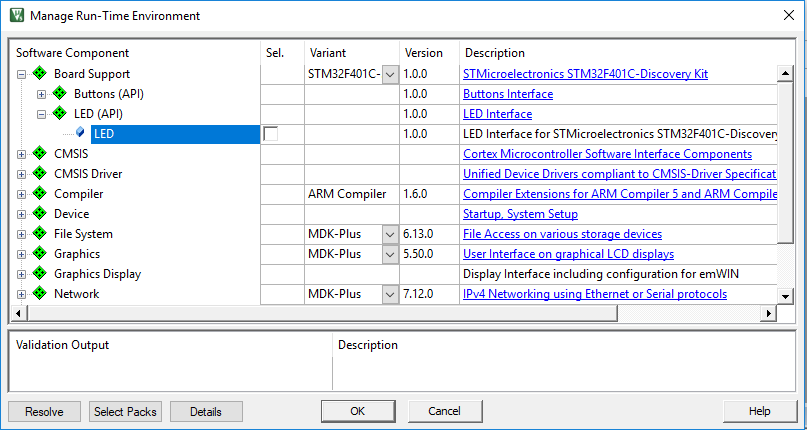 Manage Run-Time Environment
Software Component Sel. Variant Version Description
Board Support STM32F401C- 1.0.0 STMicroelectronics STM32F401C-Discovery Kit
Buttons (API) 1.0.0 Buttons Interface
LED (API) 1.0.0 LED Interface
LED 1.0.0 LED Interface for STMicroelectronics STM32F401C-Discovery
CMSIS Cortex Microcontroller Software Interface Components
CMSIS Driver Unified Device Drivers compliant to CMSIS-Driver Specificat
Compiler ARM Compiler 1.6.0 Compiler Extensions for ARM Compiler 5 and ARM Compile
Device Startup, System Setup
File System MDK-Plus 6.13.0 File Access on various storage devices
Graphics MDK-Plus 5.50.0 User Interface on graphical LCD displays
Graphics Display Display Interface including configuration for emWIN
Network MDK-Plus 7.12.0 IPv4 Networking using Ethernet or Serial protocols
Validation Output Description
Resolve Select Packs Details OK Cancel Help